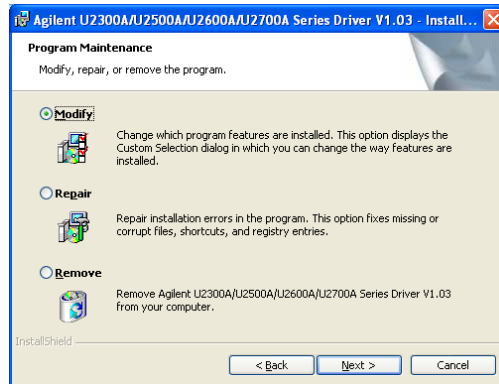 Agilent U2300A/U2500A/U2600A/U2700A Series Driver V1.03 - Install...
Program Maintenance
Modify, repair, or remove the program.
Modify
Change which program features are installed. This option displays the
Custom Selection dialog in which you can change the way features are
installed.
Repair
Repair installation errors in the program. This option fixes missing or
corrupt files, shortcuts, and registry entries.
Remove
Remove Agilent U2300A/U2500A/U2600A/U2700A Series Driver V1.03
from your computer.
InstallShield
< Back Next > Cancel